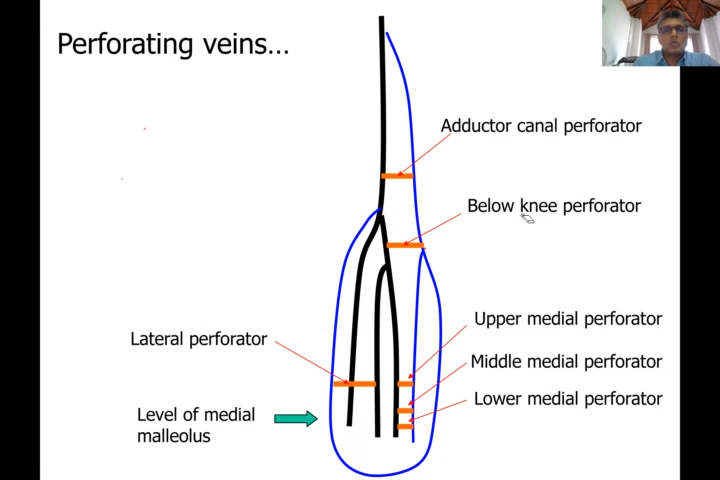 Perforating veins...
Adductor canal perforator
Below knee perforator
Upper medial perforator
Lateral perforator
Middle medial perforator
Lower medial perforator
Level of medial
malleolus